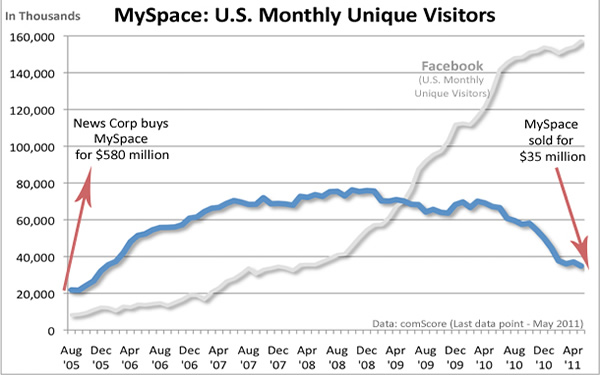 In Thousands
MySpace: U.S. Monthly Unique Visitors
160,000
140,000
120,000
100,000
80,000
60,000
40,000
20,000
0
Facebook
(U.S. Monthly
Unique Visitors)
News Corp buys
MySpace
for $580 million
MySpace
sold for
$35 million
Data: comScore (Last data point - May 2011)
Aug Dec Apr Aug Dec Apr Aug Dec Apr Aug Dec Apr Aug Dec Apr Aug Dec Apr
'05 '05 '06 '06 '06 '07 '07 '07 '08 '08 '08 '09 '09 '09 '10 '10 '10 '11